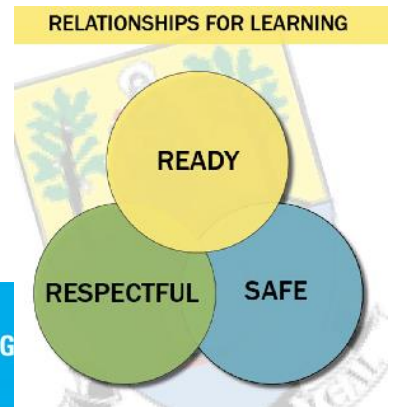 RELATIONSHIPS FOR LEARNING
READY
RESPECTFUL
SAFE
G